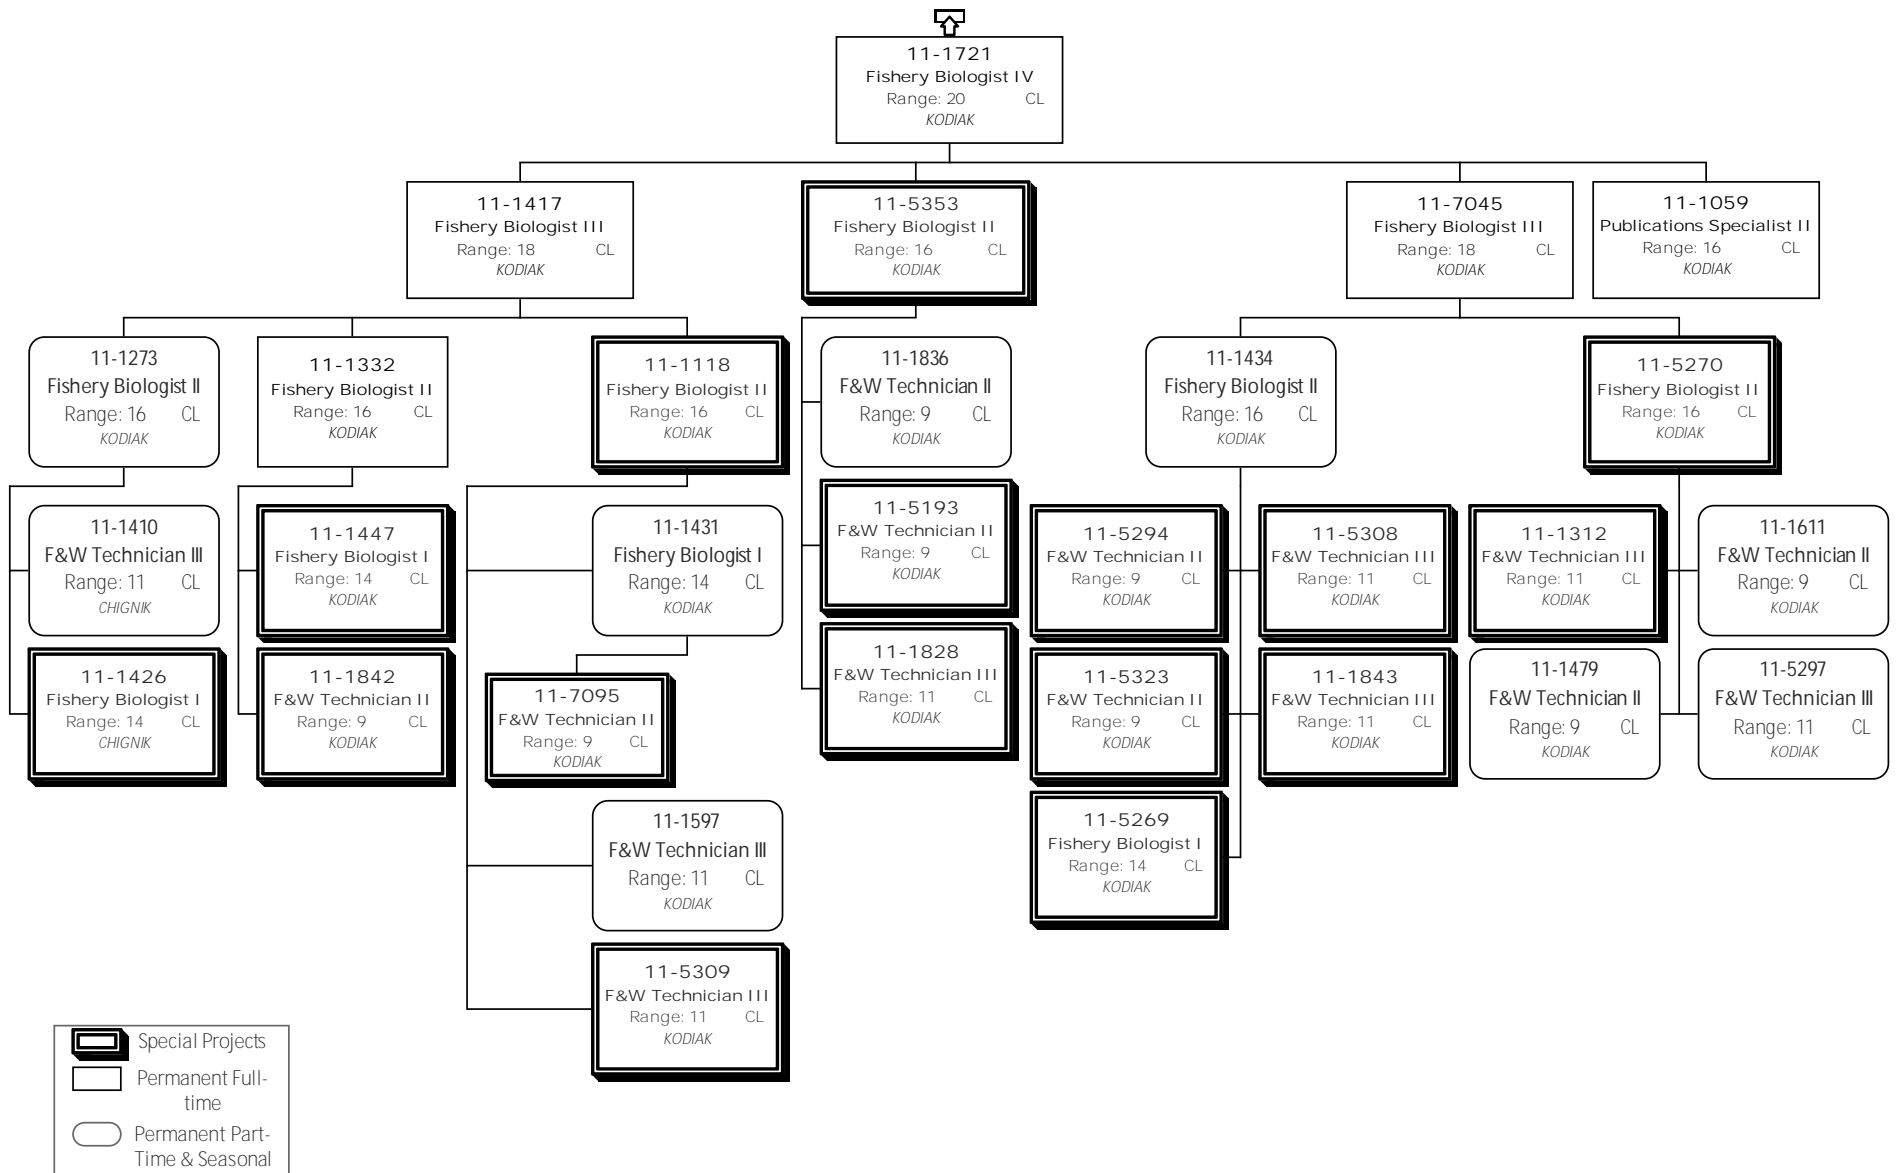 11-1721
Fishery Biologist IV
Range: 20 CL
KODIAK
11-1417
Fishery Biologist III
Range: 18 CL
KODIAK
11-5353
Fishery Biologist II
Range: 16 CL
KODIAK
11-7045
Fishery Biologist III
Range: 18 CL
KODIAK
11-1059
Publications Specialist II
Range: 16 CL
KODIAK
11-1273
Fishery Biologist II
Range: 16 CL
KODIAK
11-1332
Fishery Biologist II
Range: 16 CL
KODIAK
11-1118
Fishery Biologist II
Range: 16 CL
KODIAK
11-1836
F&W Technician II
Range: 9 CL
KODIAK
11-1434
Fishery Biologist II
Range: 16 CL
KODIAK
11-5270
Fishery Biologist II
Range: 16 CL
KODIAK
11-1410
F&W Technician III
Range: 11 CL
CHIGNIK
11-1447
Fishery Biologist I
Range: 14 CL
KODIAK
11-1431
Fishery Biologist I
Range: 14 CL
KODIAK
11-5193
F&W Technician II
Range: 9 CL
KODIAK
11-5294
F&W Technician II
Range: 9 CL
KODIAK
11-5308
F&W Technician III
Range: 11 CL
KODIAK
11-1312
F&W Technician III
Range: 11 CL
KODIAK
11-1611
F&W Technician II
Range: 9 CL
KODIAK
11-1426
Fishery Biologist I
Range: 14 CL
CHIGNIK
11-1842
F&W Technician II
Range: 9 CL
KODIAK
11-7095
F&W Technician II
Range: 9 CL
KODIAK
11-1828
F&W Technician III
Range: 11 CL
KODIAK
11-5323
F&W Technician II
Range: 9 CL
KODIAK
11-1843
F&W Technician III
Range: 11 CL
KODIAK
11-1479
F&W Technician II
Range: 9 CL
KODIAK
11-5297
F&W Technician III
Range: 11 CL
KODIAK
11-1597
F&W Technician III
Range: 11 CL
KODIAK
11-5269
Fishery Biologist I
Range: 14 CL
KODIAK
11-5309
F&W Technician III
Range: 11 CL
KODIAK
Special Projects
Permanent Full-
time
Permanent Part-
Time & Seasonal